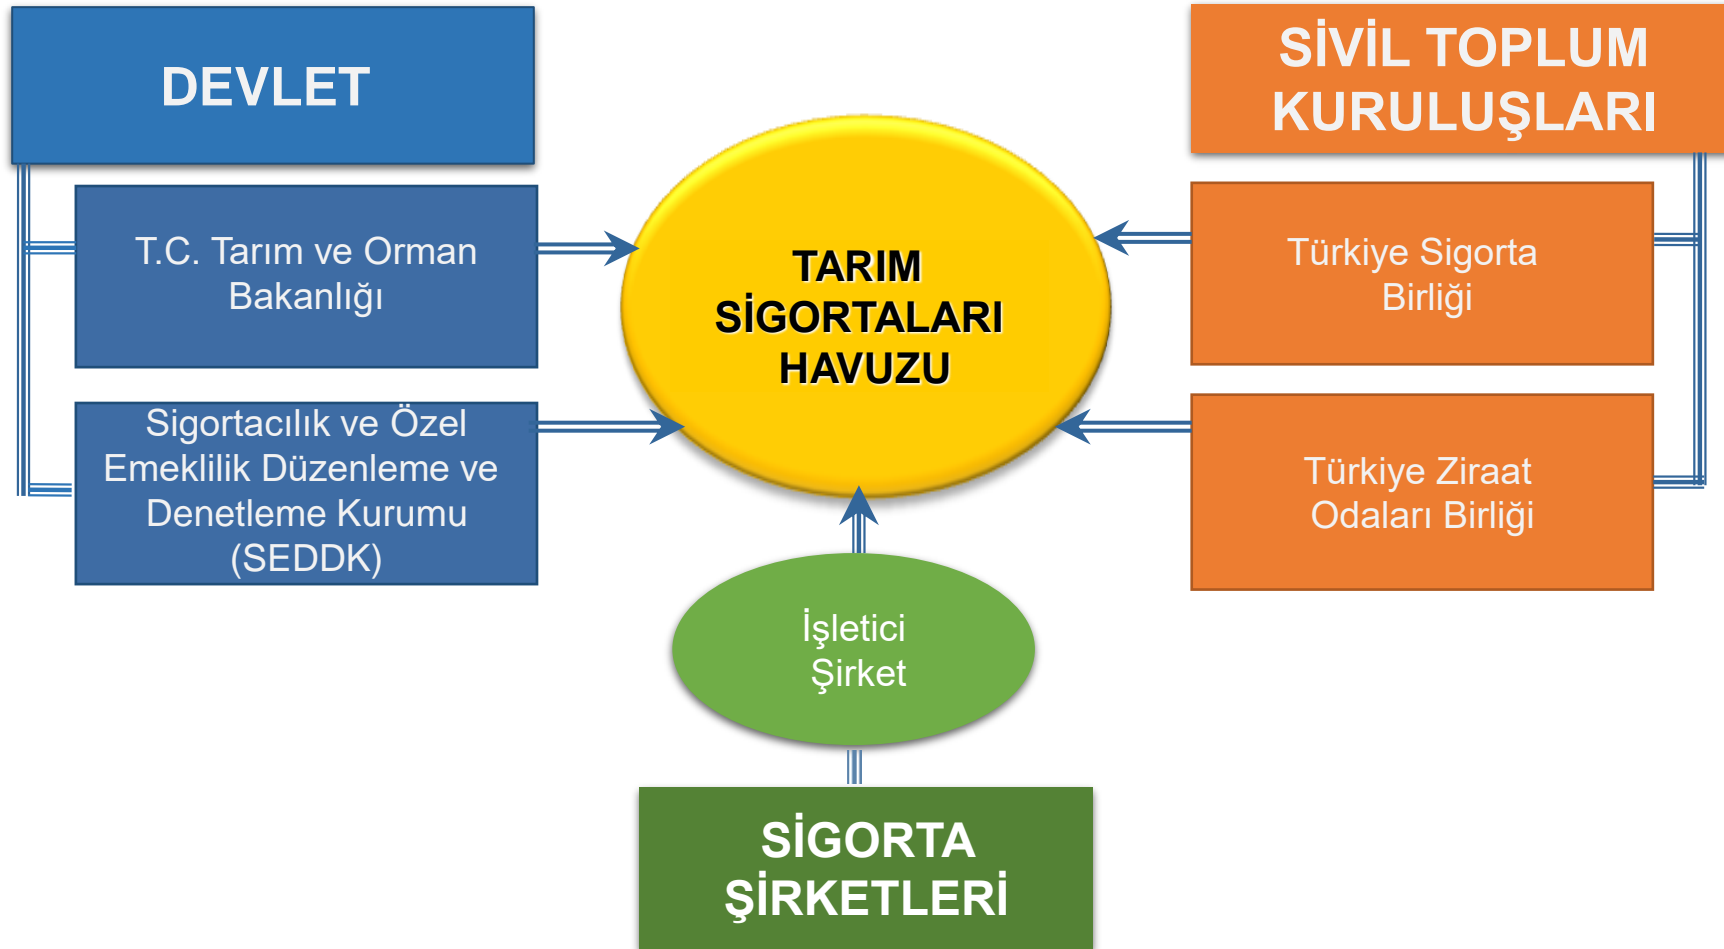 DEVLET
T.C. Tarım ve Orman
Bakanlığı
Sigortacılık ve Özel
Emeklilik Düzenleme ve
Denetleme Kurumu
(SEDDK)
TARIM
SİGORTALARI
HAVUZU
İşletici
Şirket
SİGORTA
ŞİRKETLERİ
SİVİL TOPLUM
KURULUŞLARI
Türkiye Sigorta
Birliği
Türkiye Ziraat
Odaları Birliği